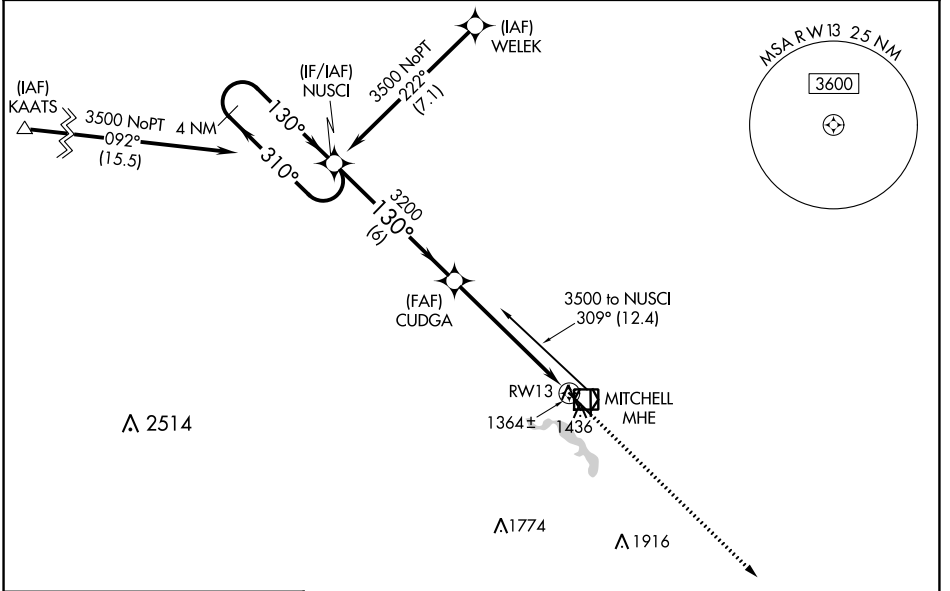 (IAF)
WELEK
MSA RW 13 25 NM
3600
(IF/IAF)
NUSCI
3500 NoPT
222°
(7.1)
(IAF)
KAATS
3500 NoPT
092°
(15.5)
4 NM
130°
310°
3200
130°
(6)
(FAF)
CUDGA
3500 to NUSCI
309° (12.4)
RW13
MITCHELL
MHE
1364±
1436
2514
1774
1916